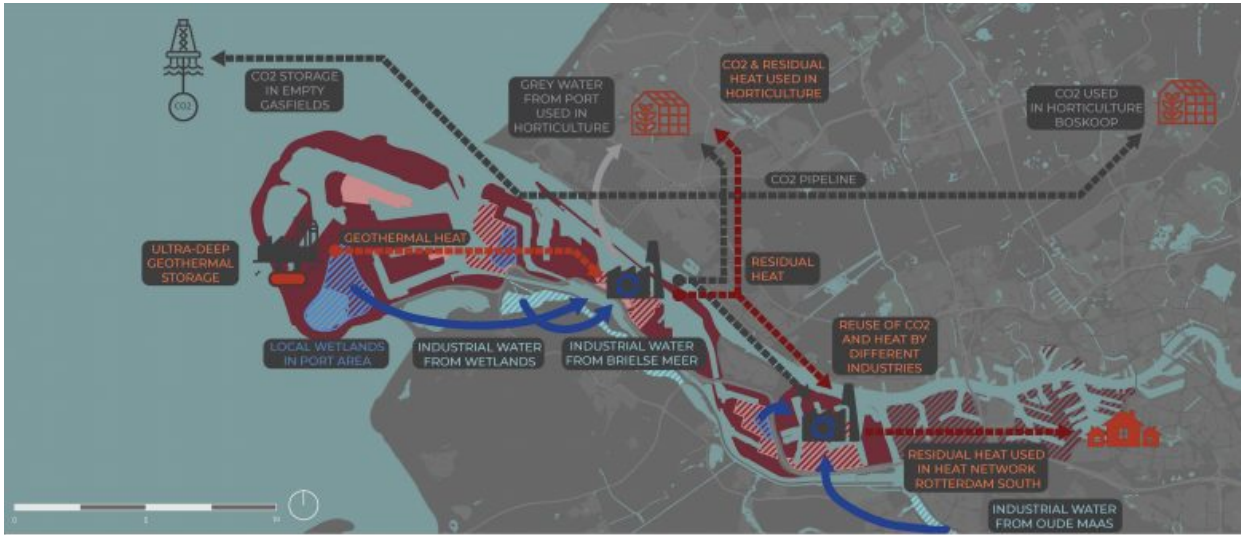 CO2 STORAGE
IN EMPTY
GASFIELDS
CO2
GREY WATER
FROM PORT
USED IN
HORTICULTURE
CO2 & RESIDUAL
HEAT USED IN
HORTICULTURE
CO2 USED
IN HORTICULTURE
BOSKOOP
CO2 PIPELINE
ULTRA-DEEP
GEOTHERMAL
STORAGE
GEOTHERMAL HEAT
RESIDUAL
HEAT
LOCAL WETLANDS
IN PORT AREA
INDUSTRIAL WATER
FROM WETLANDS
INDUSTRIAL WATER
FROM BRIELSE MEER
REUSE OF CO2
AND HEAT BY
DIFFERENT
INDUSTRIES
RESIDUAL HEAT USED
IN HEAT NETWORK
ROTTERDAM SOUTH
INDUSTRIAL WATER
FROM OUDE MAAS
0